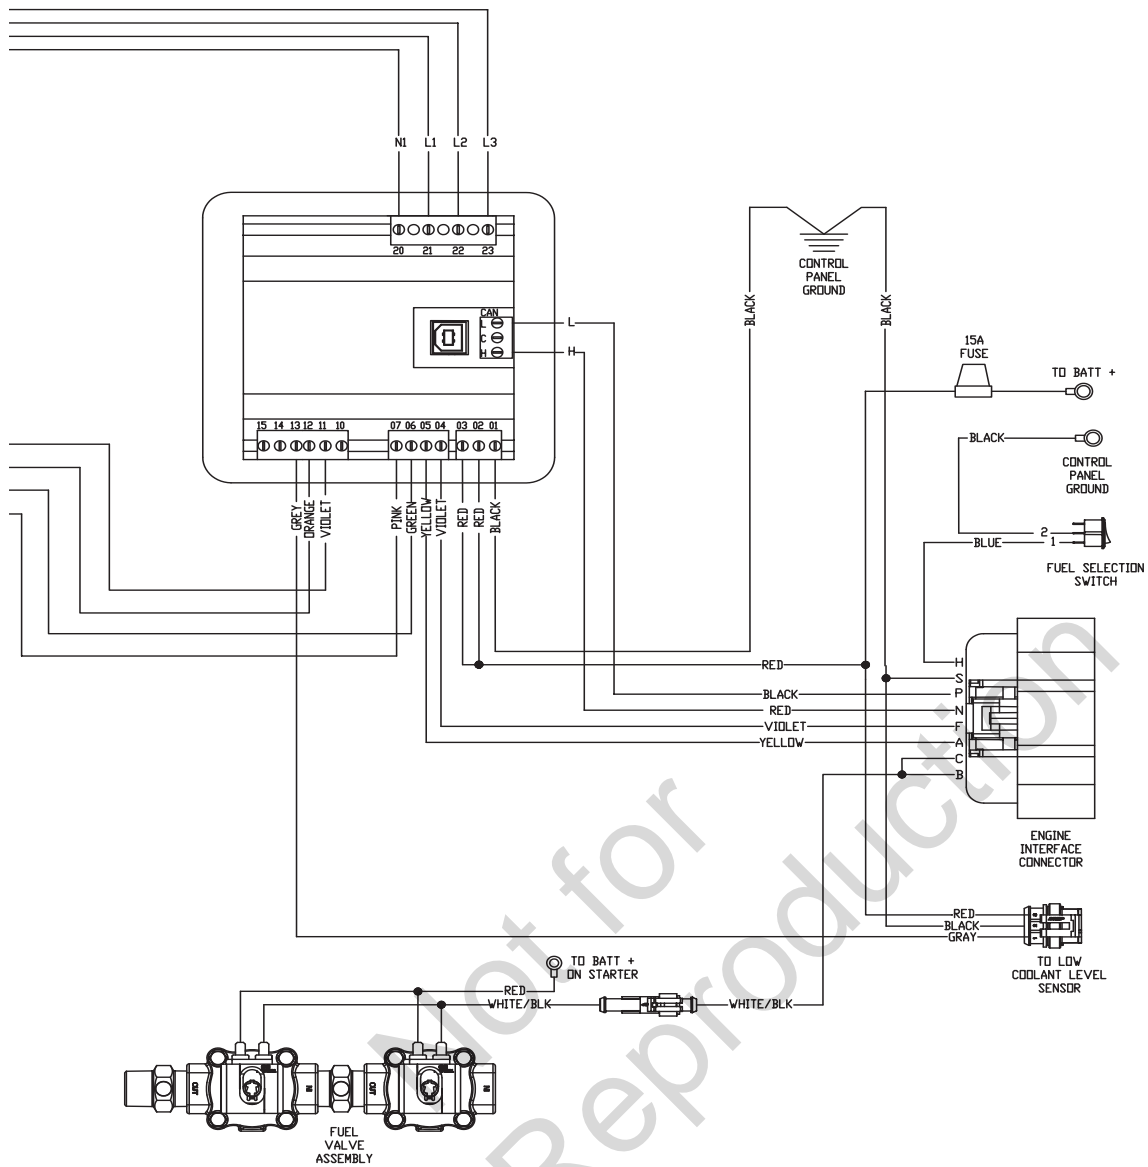 N1 L1 L2 L3
20 21 22 23
CAN
L
C
H
L
H
15 14 13 12 11 10
07 06 05 04
03 02 01
GREY
ORANGE
VIOLET
PINK
GREEN
YELLOW
VIOLET
RED
RED
BLACK
BLACK
CONTROL
PANEL
GROUND
BLACK
15A
FUSE
TO BATT +
BLACK
CONTROL
PANEL
GROUND
2
BLUE 1
FUEL SELECTION
SWITCH
H
RED
S
BLACK P
RED N
VIOLET F
YELLOW A
C
B
ENGINE
INTERFACE
CONNECTOR
RED
BLACK
GRAY
TO LOW
COOLANT LEVEL
SENSOR
TO BATT +
ON STARTER
RED
WHITE/BLK
WHITE/BLK
OUT
IN
OUT
IN
FUEL
VALVE
ASSEMBLY
Not for
Reproduction